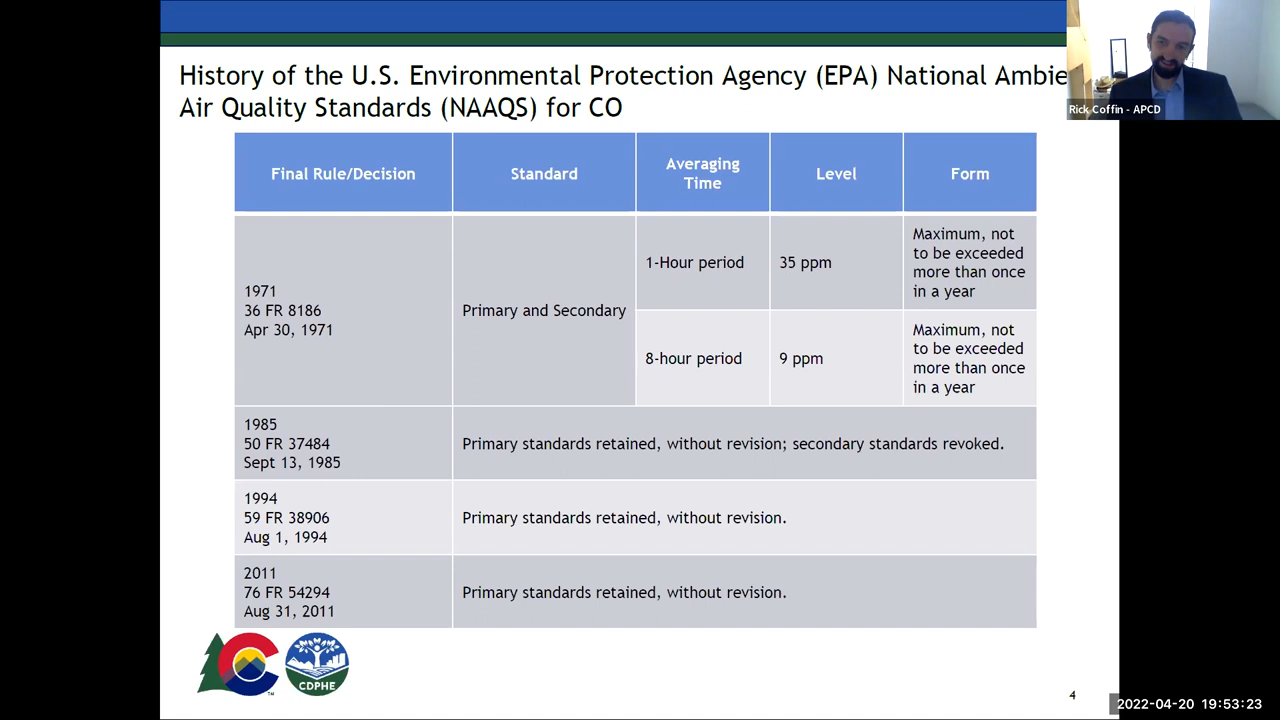 History of the U.S. Environmental Protection Agency (EPA) National Ambie
Air Quality Standards (NAAQS) for CO
Rick Coffin - APCD
Final Rule/Decision
Standard
Averaging
Time
Level
Form
1971
36 FR 8186
Apr 30, 1971
Primary and Secondary
1-Hour period
35 ppm
Maximum, not
to be exceeded
more than once
in a year
8-hour period
9 ppm
Maximum, not
to be exceeded
more than once
in a year
1985
50 FR 37484
Sept 13, 1985
Primary standards retained, without revision; secondary standards revoked.
1994
59 FR 38906
Aug 1, 1994
Primary standards retained, without revision.
2011
76 FR 54294
Aug 31, 2011
Primary standards retained, without revision.
TM
CDPHE
4
2022-04-20 19:53:23